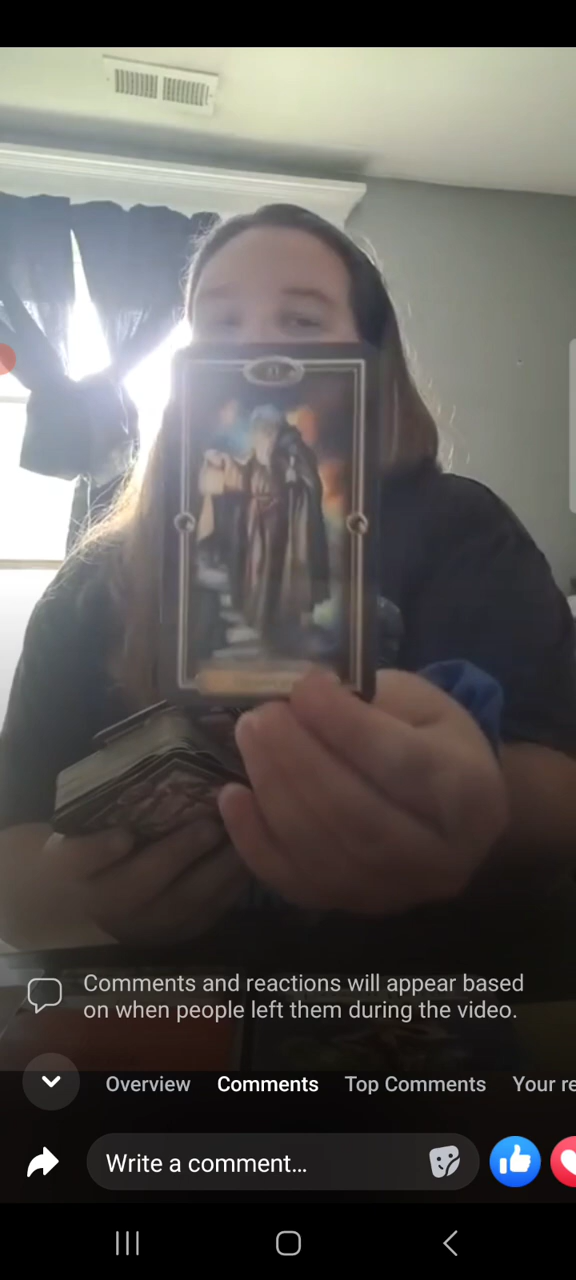 Comments and reactions will appear based
on when people left them during the video.
Overview Comments Top Comments Your re
Write a comment...